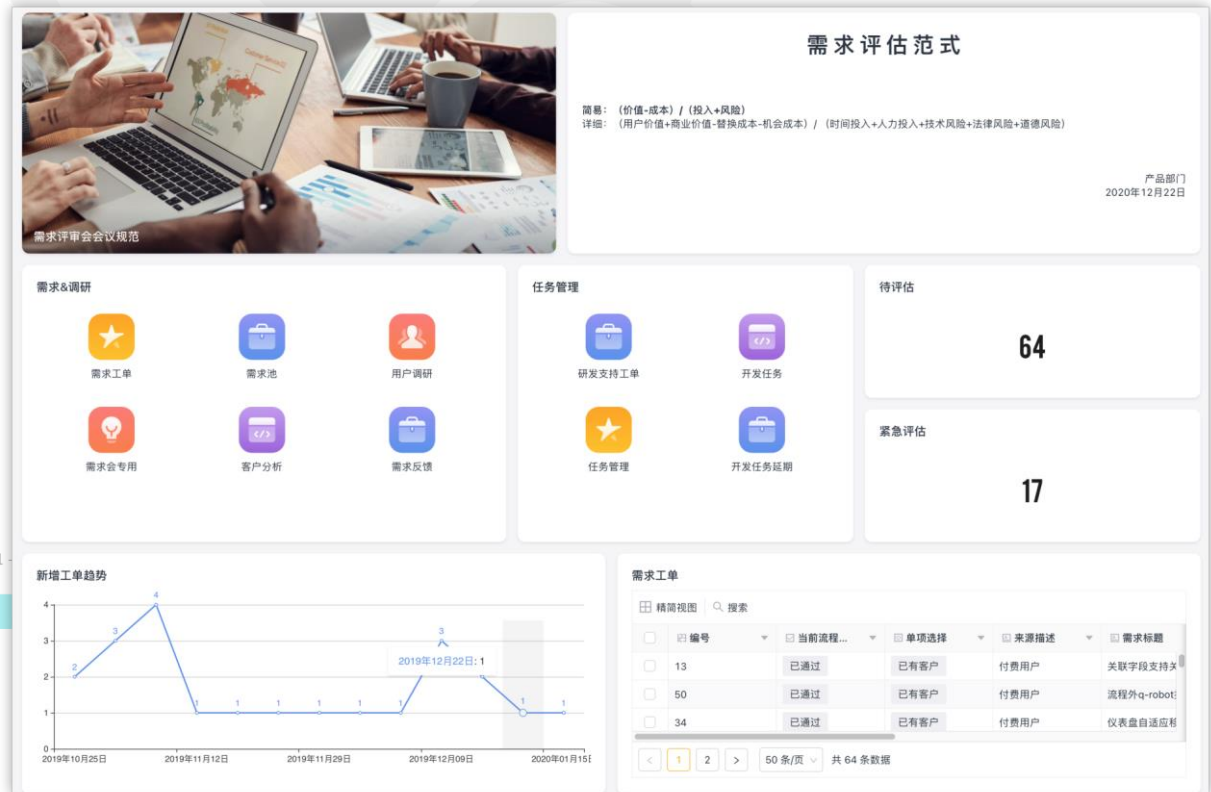 需求评审会会议规范
需求评估范式
简易：（价值-成本）/（投入+风险）
详细：（用户价值+商业价值-替换成本-机会成本）/（时间投入+人力投入+技术风险+法律风险+道德风险）
产品部门
2020年12月22日
需求&调研
需求工单
需求池
用户调研
需求会专用
客户分析
需求反馈
任务管理
研发支持工单
开发任务
任务管理
开发任务延期
待评估
64
紧急评估
17
新增工单趋势
4
3
2
1
0
2
3
4
1
1
1
1
1
1
3
2019年12月22日: 1
1
1
2019年10月25日
2019年11月12日
2019年11月29日
2019年12月09日
2020年01月15日
需求工单
精简视图 搜索
编号 当前流程... 单项选择 来源描述 需求标题
13 已通过 已有客户 付费用户 关联字段支持关
50 已通过 已有客户 付费用户 流程外q-robot
34 已通过 已有客户 付费用户 仪表盘自适应
< 1 2 > 50 条/页 共 64 条数据